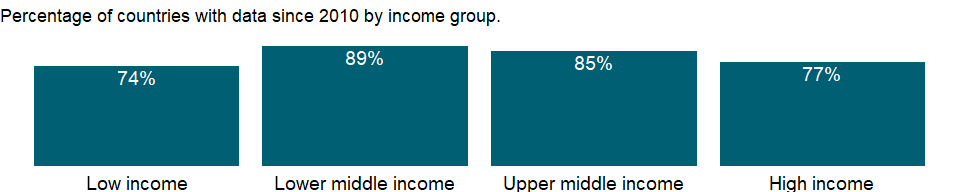 Percentage of countries with data since 2010 by income group.
74%
89%
85%
77%
Low income
Lower middle income
Upper middle income
High income